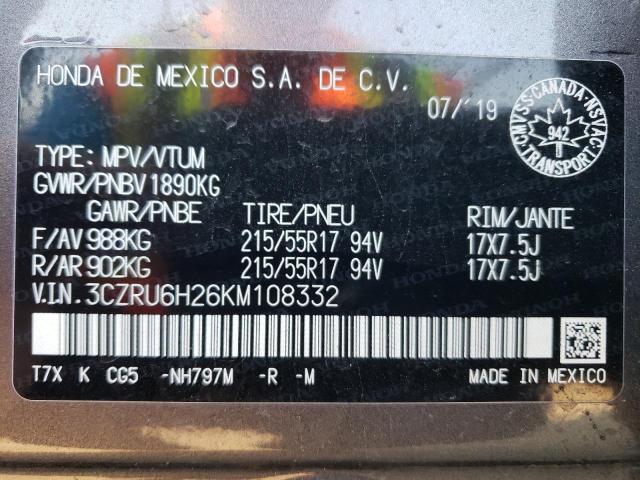 HONDA DE MEXICO S.A. DE C.V.
07/'19
CMVSS-CANADA-NSVAC
942
TRANSPORT
TYPE: MPV/VTUM
GVWR/PNBV 1890KG
GAWR/PNBE TIRE/PNEU RIM/JANTE
F/AV 988KG 215/55R17 94V 17X7.5J
R/AR 902KG 215/55R17 94V 17X7.5J
V.I.N. 3CZRU6H26KM108332
T7X K CG5 -NH797M -R -M MADE IN MEXICO